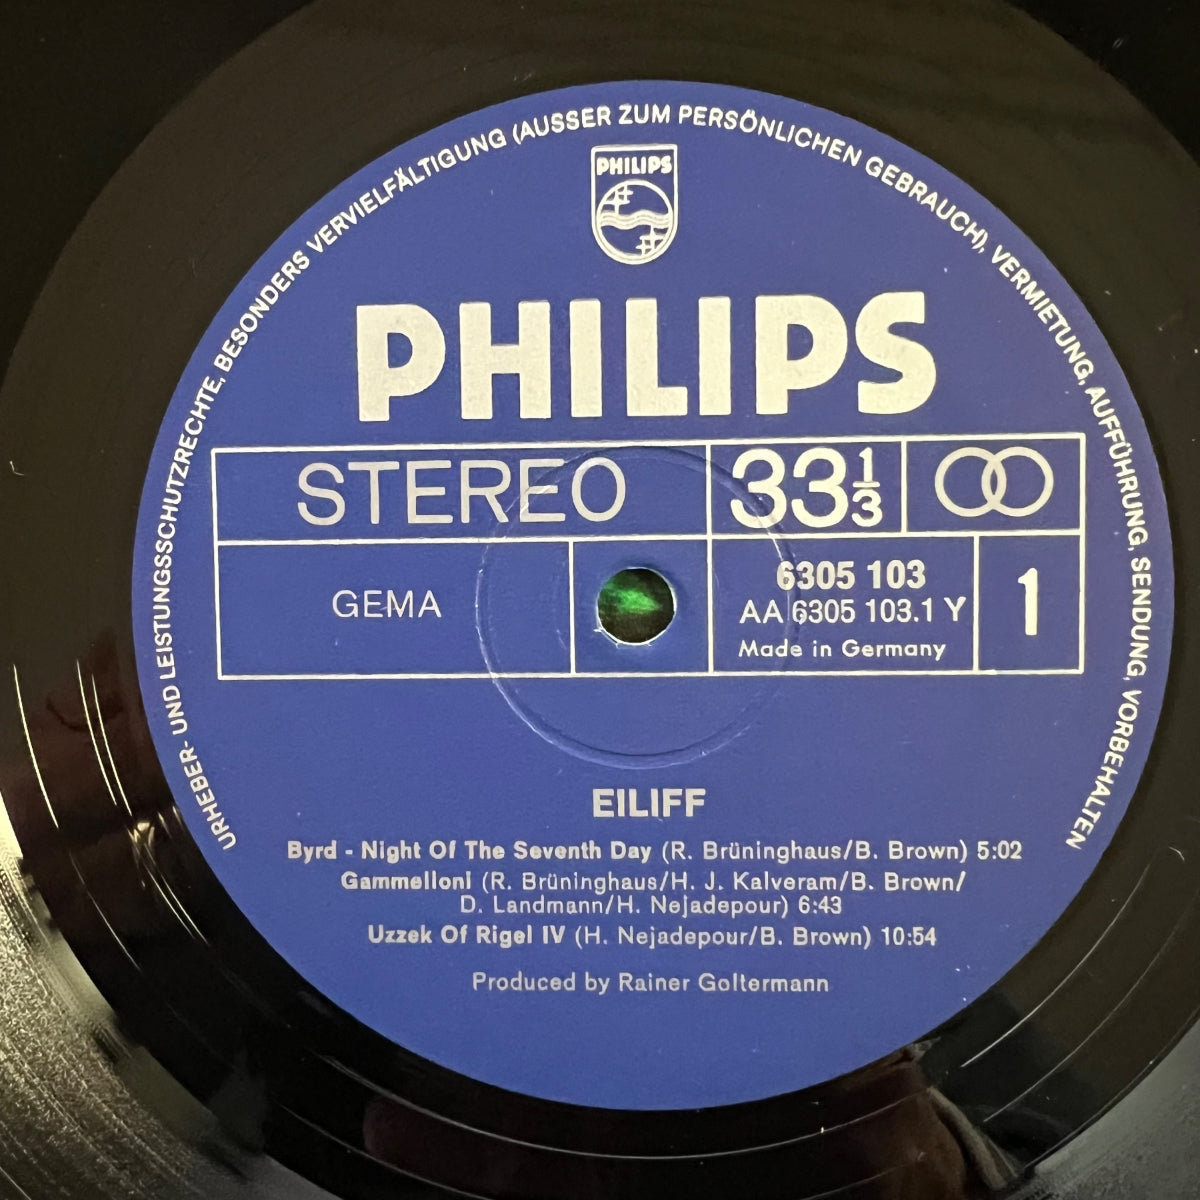 URHEBER- UND LEISTUNGSSCHUTZRECHTE, BESONDERS VERVIELFÄLTIGUNG (AUSSER ZUM PERSÖNLICHEN GEBRAUCH), VERMIETUNG, AUFFÜHRUNG, SENDUNG, VORBEHALTEN
PHILIPS
PHILIPS
STEREO 33 1/3
GEMA
6305 103
AA 6305 103.1 Y
Made in Germany
1
EILIFF
Byrd - Night Of The Seventh Day (R. Brüninghaus/B. Brown) 5:02
Gammelloni (R. Brüninghaus/H. J. Kalveram/B. Brown/
D. Landmann/H. Nejadepour) 6:43
Uzzek Of Rigel IV (H. Nejadepour/B. Brown) 10:54
Produced by Rainer Goltermann